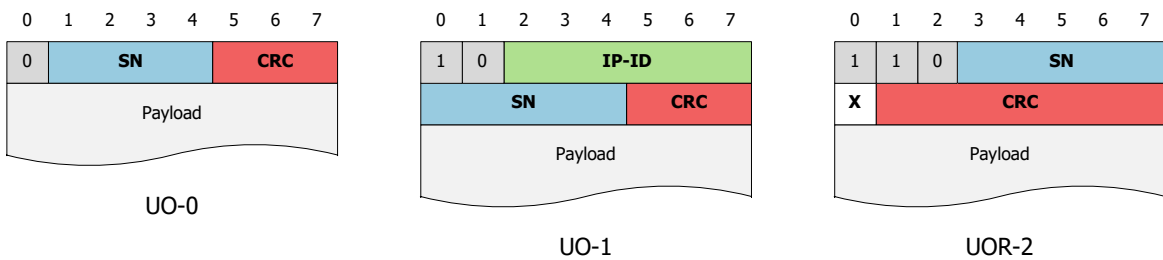 0 1 2 3 4 5 6 7
0 SN CRC
Payload
UO-0
0 1 2 3 4 5 6 7
1 0 IP-ID
SN CRC
Payload
UO-1
0 1 2 3 4 5 6 7
1 1 0 SN
X CRC
Payload
UOR-2